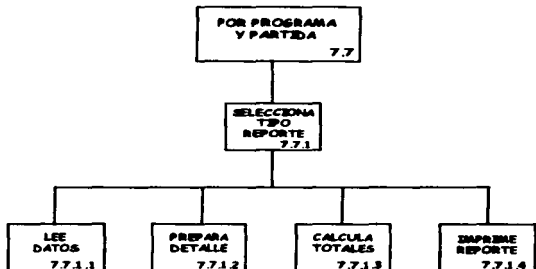 POR PROGRAMA
Y PARTIDA
7.7
SELECCIONA
TIPO
REPORTE
7.7.1
LEE
DATOS
7.7.1.1
PREPARA
DETALLE
7.7.1.2
CALCULA
TOTALES
7.7.1.3
IMPRIME
REPORTE
7.7.1.4